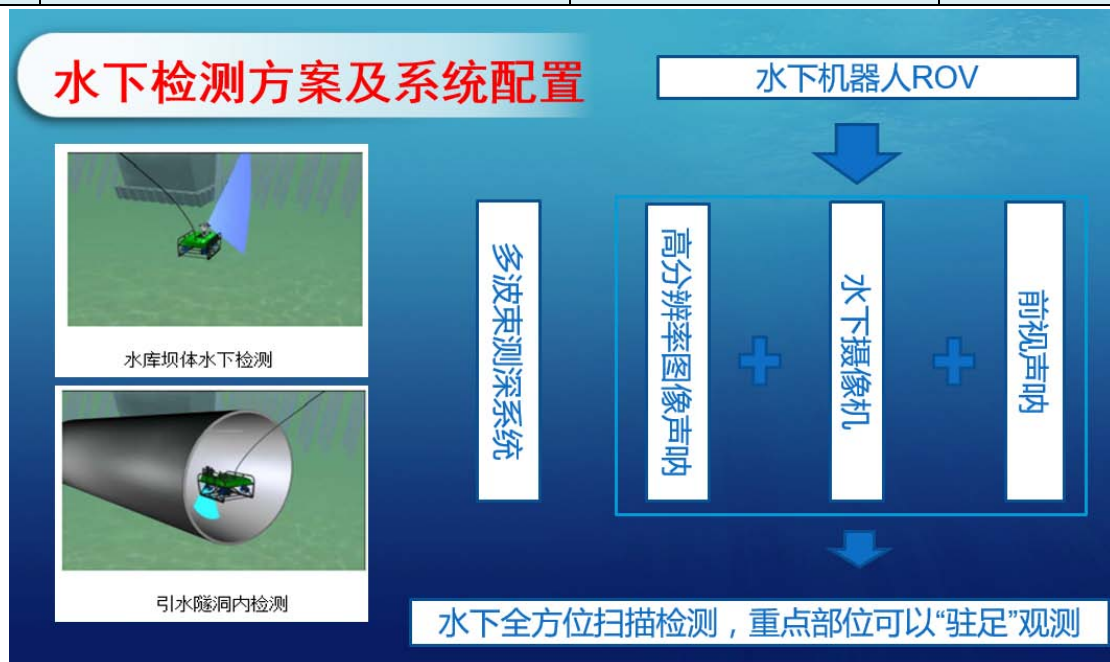 水下检测方案及系统配置
水下机器人ROV
水库坝体水下检测
引水隧洞内检测
多波束测深系统
高分辨率图像声呐
水下摄像机
前视声呐
水下全方位扫描检测，重点部位可以“驻足”观测